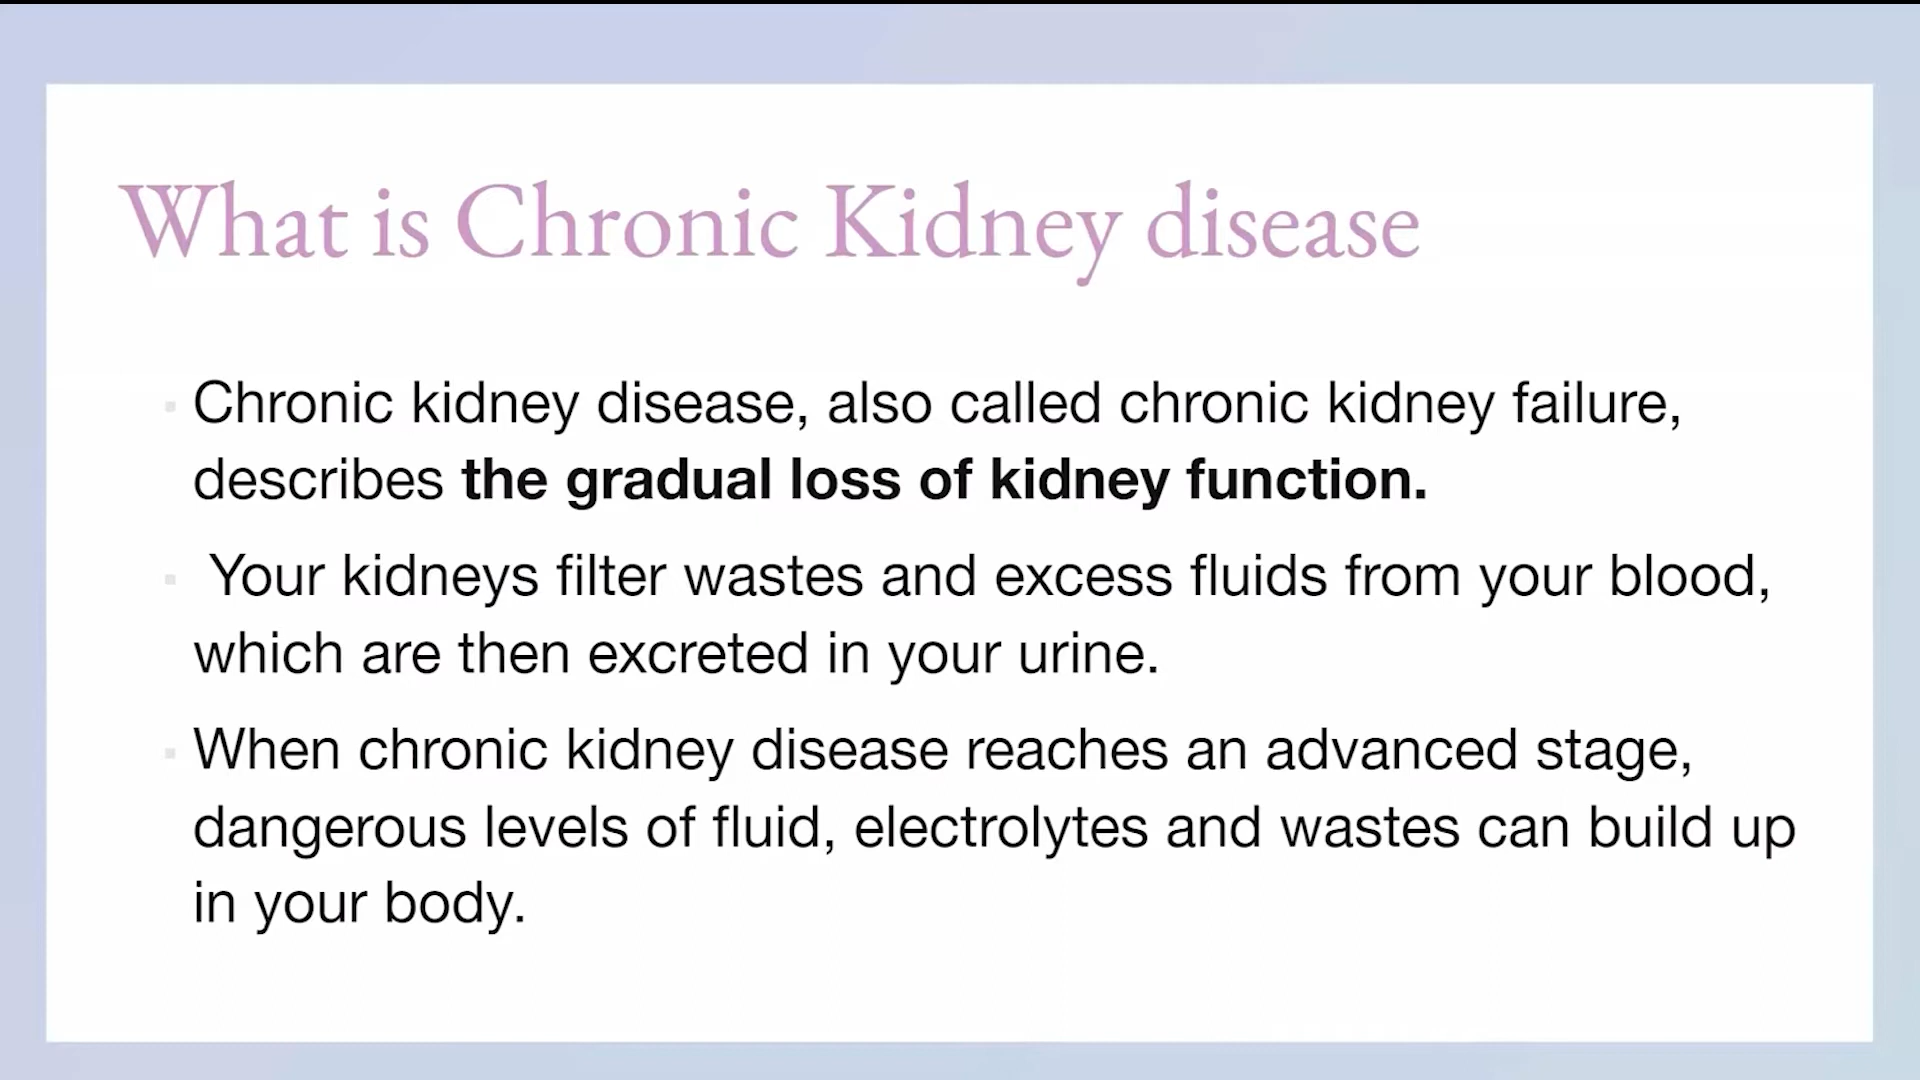 What is Chronic Kidney disease
Chronic kidney disease, also called chronic kidney failure,
describes the gradual loss of kidney function.
Your kidneys filter wastes and excess fluids from your blood,
which are then excreted in your urine.
When chronic kidney disease reaches an advanced stage,
dangerous levels of fluid, electrolytes and wastes can build up
in your body.